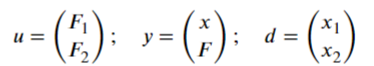 u = (F₁ F₂); y = (x F); d = (x₁ x₂)